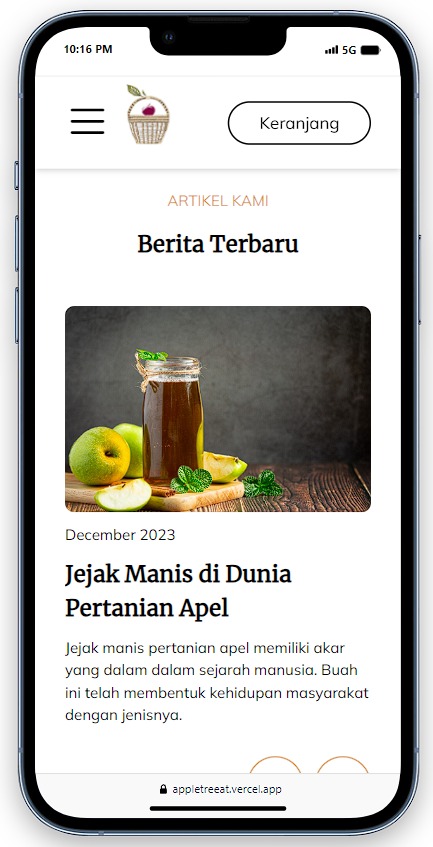 10:16 PM 5G
Keranjang
ARTIKEL KAMI
Berita Terbaru
December 2023
Jejak Manis di Dunia
Pertanian Apel
Jejak manis pertanian apel memiliki akar
yang dalam dalam sejarah manusia. Buah
ini telah membentuk kehidupan masyarakat
dengan jenisnya.
appletreeeat.vercel.app